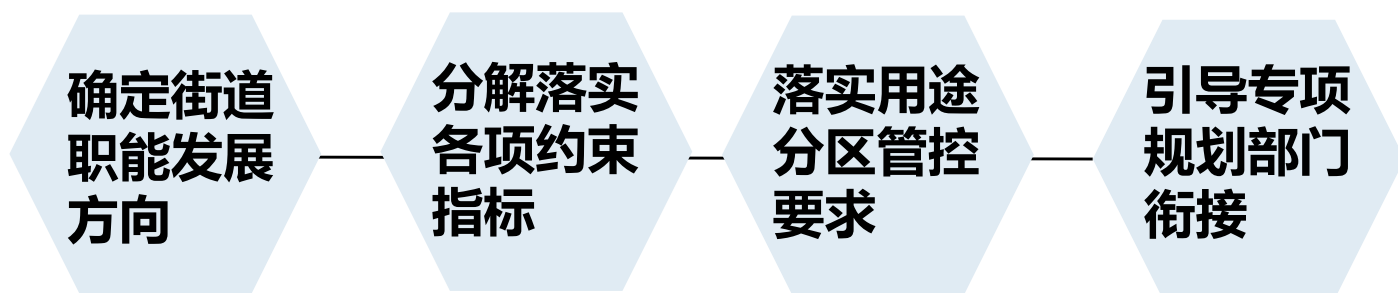 确定街道
职能发展
方向
分解落实
各项约束
指标
落实用途
分区管控
要求
引导专项
规划部门
衔接